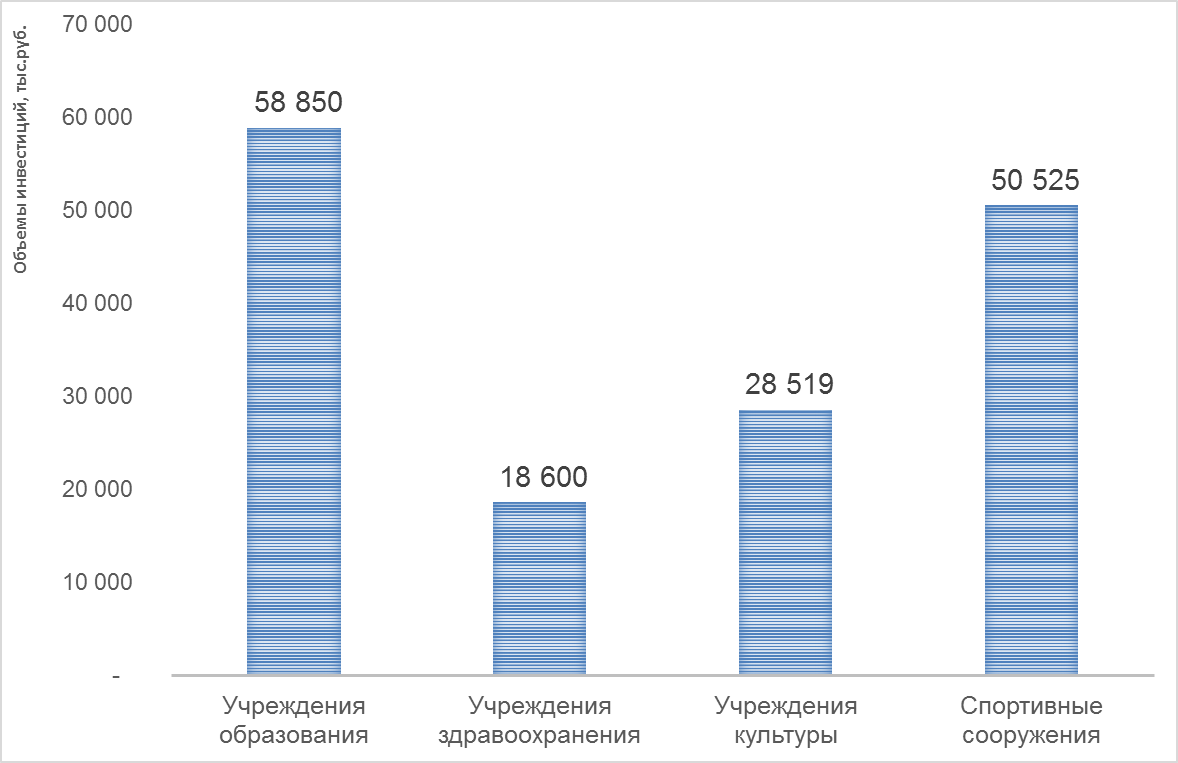 Объемы инвестиций, тыс.руб.
70 000
60 000
50 000
40 000
30 000
20 000
10 000
-
58 850
18 600
28 519
50 525
Учреждения
образования
Учреждения
здравоохранения
Учреждения
культуры
Спортивные
сооружения